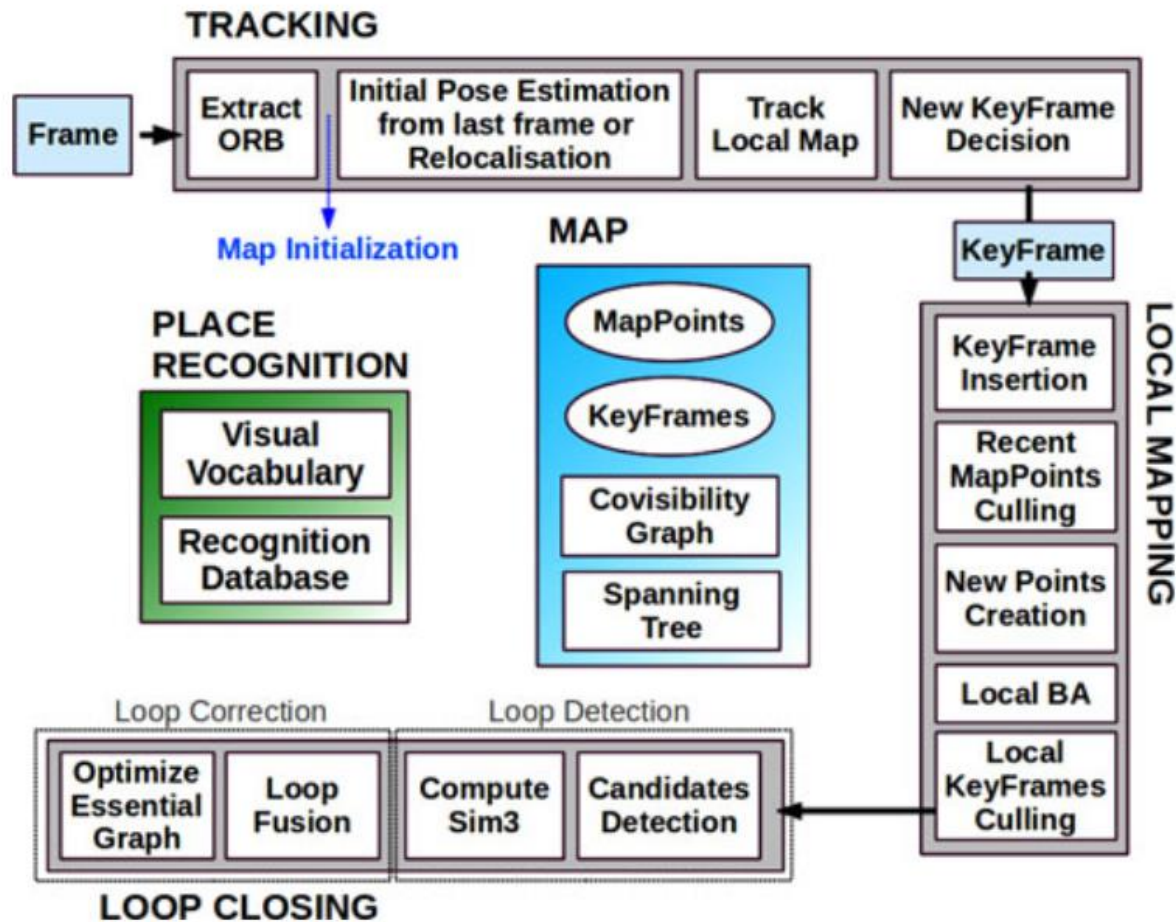 TRACKING
Frame
Extract
ORB
Initial Pose Estimation
from last frame or
Relocalisation
Track
Local Map
New KeyFrame
Decision
Map Initialization
KeyFrame
MAP
MapPoints
KeyFrames
Covisibility
Graph
Spanning
Tree
PLACE
RECOGNITION
Visual
Vocabulary
Recognition
Database
LOCAL MAPPING
KeyFrame
Insertion
Recent
MapPoints
Culling
New Points
Creation
Local BA
Local
KeyFrames
Culling
Loop Correction
Loop Detection
Optimize
Essential
Graph
Loop
Fusion
Compute
Sim3
Candidates
Detection
LOOP CLOSING